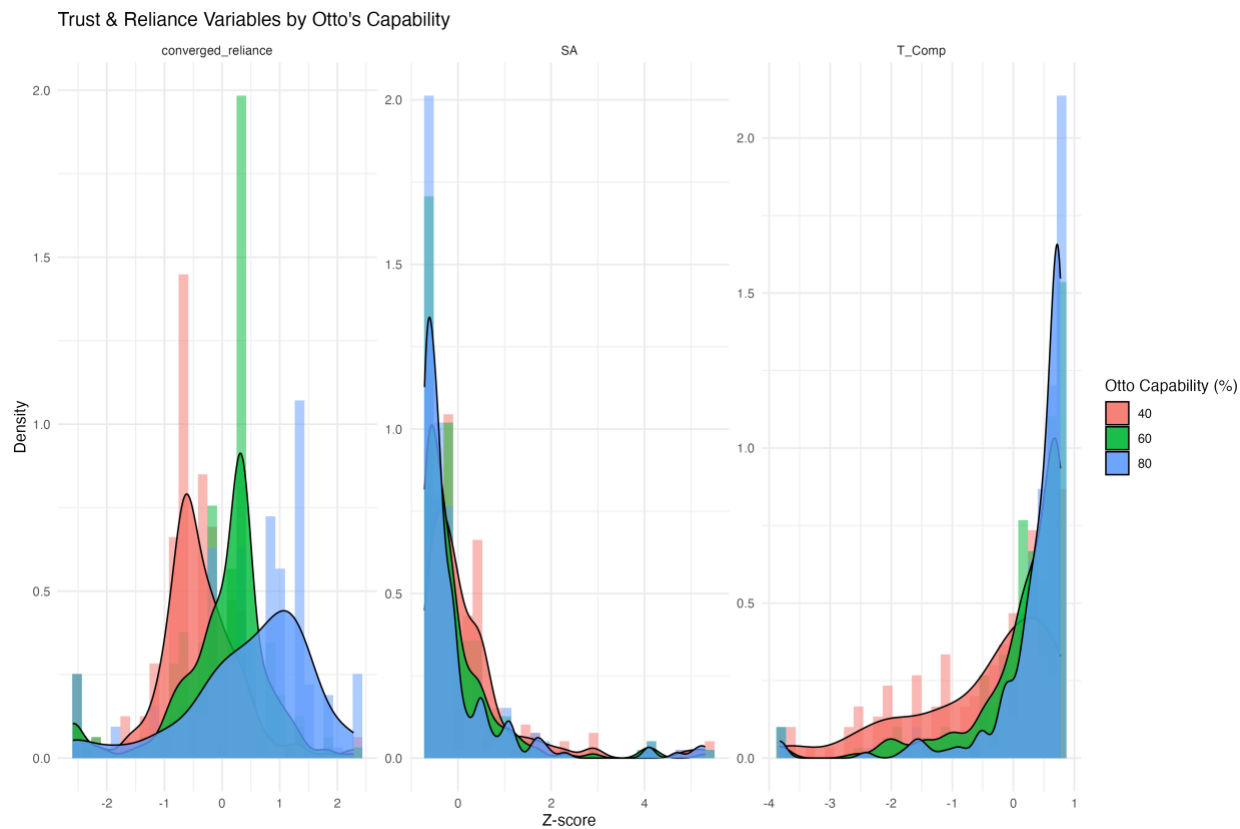 Trust & Reliance Variables by Otto's Capability
converged_reliance SA T_Comp
2.0
1.5
1.0
0.5
0.0
2.0
1.5
1.0
0.5
0.0
2.0
1.5
1.0
0.5
0.0
Density
-2 -1 0 1 2
0 2 4
-4 -3 -2 -1 0 1
Z-score
Otto Capability (%)
40
60
80